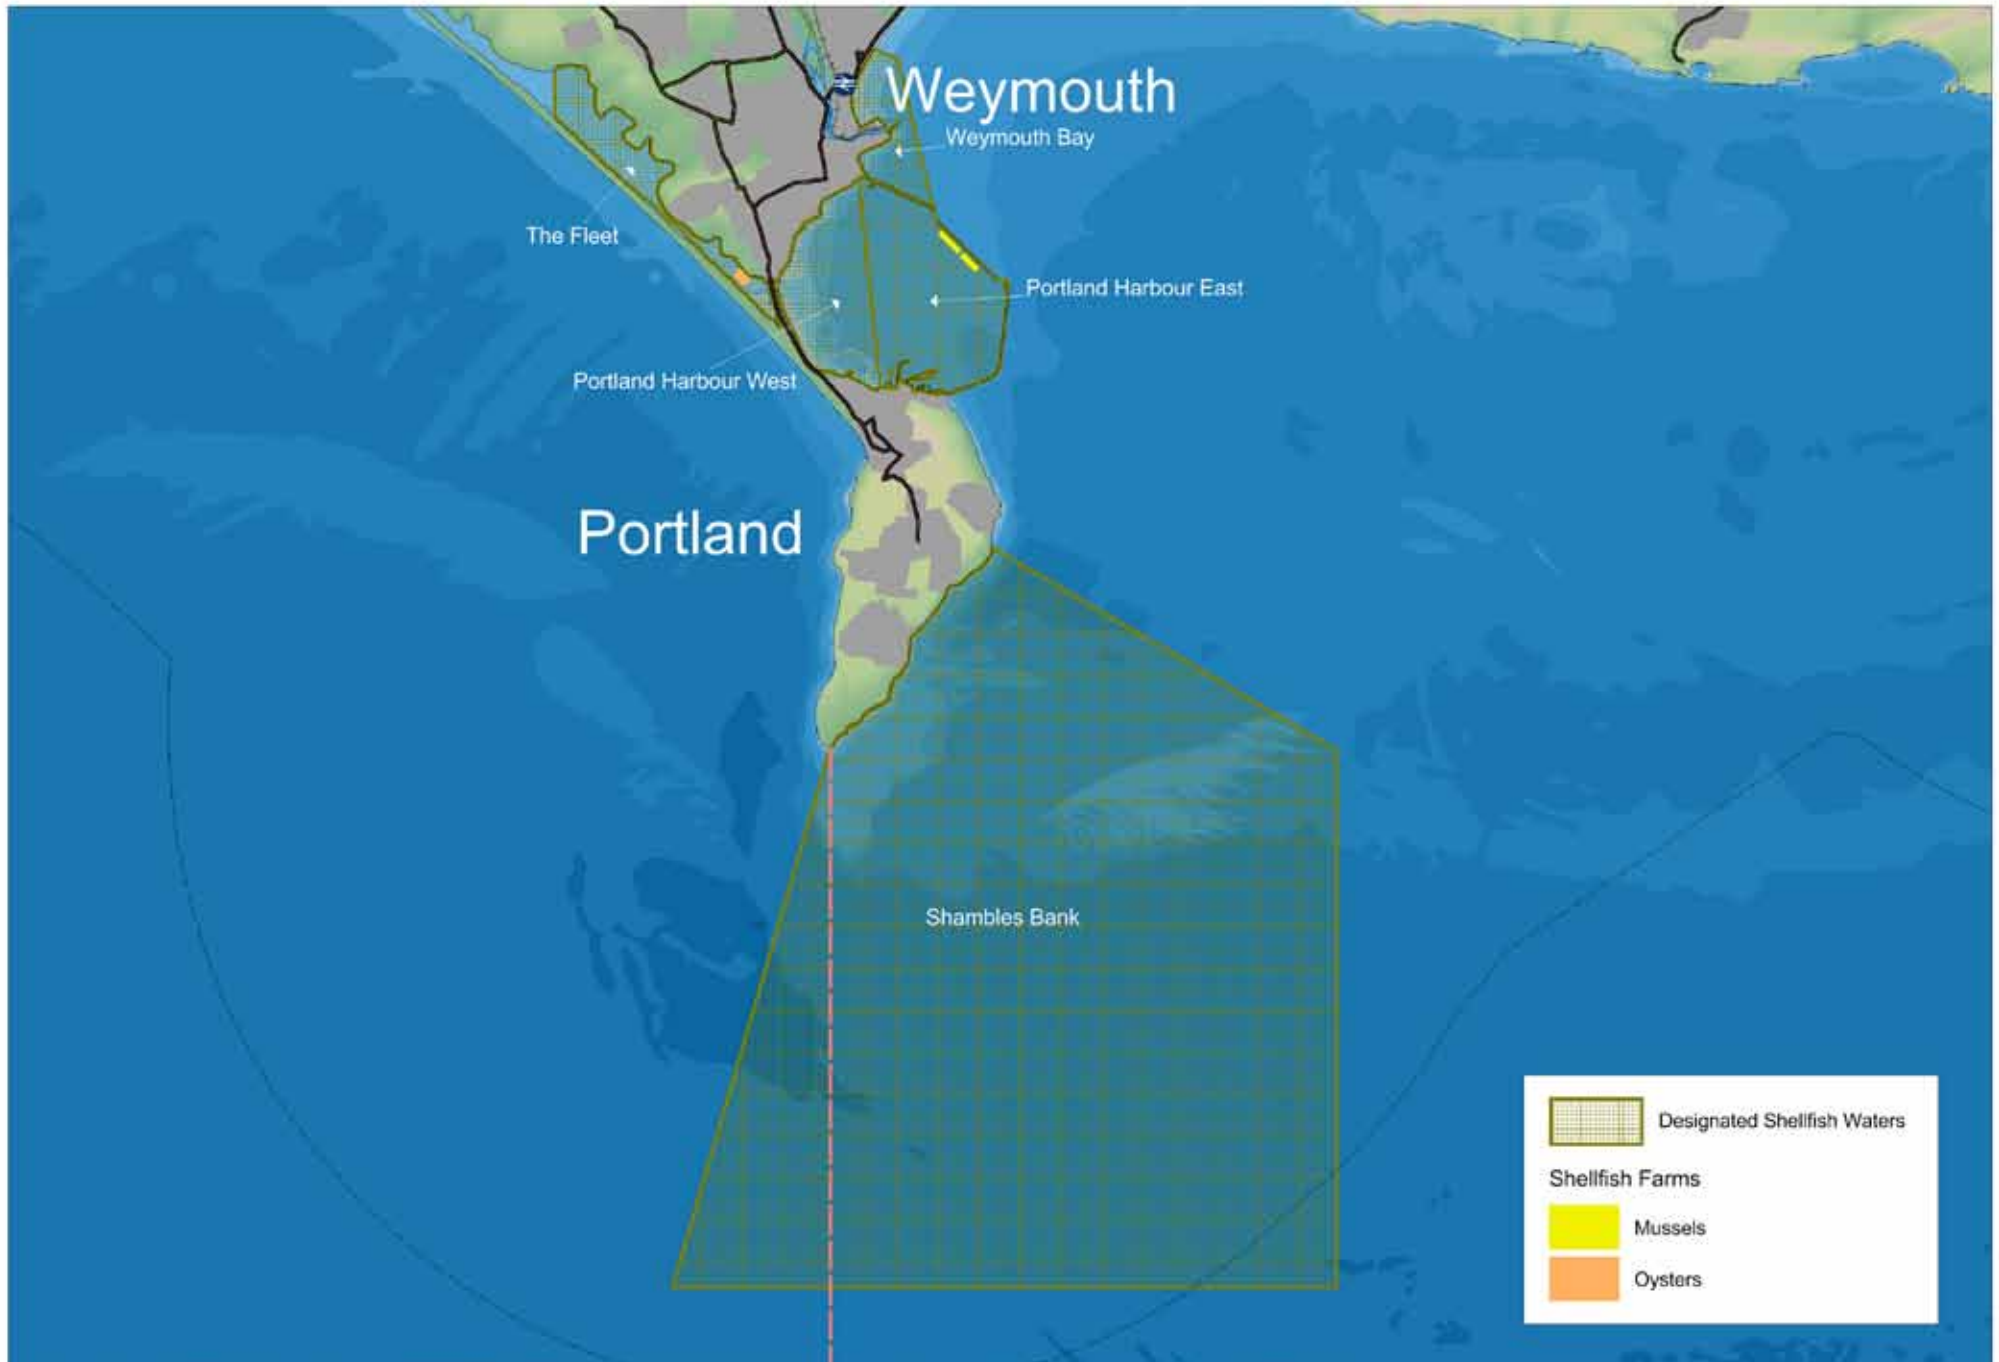 Weymouth
Weymouth Bay
The Fleet
Portland Harbour East
Portland Harbour West
Portland
Shambles Bank
Designated Shellfish Waters
Shellfish Farms
Mussels
Oysters